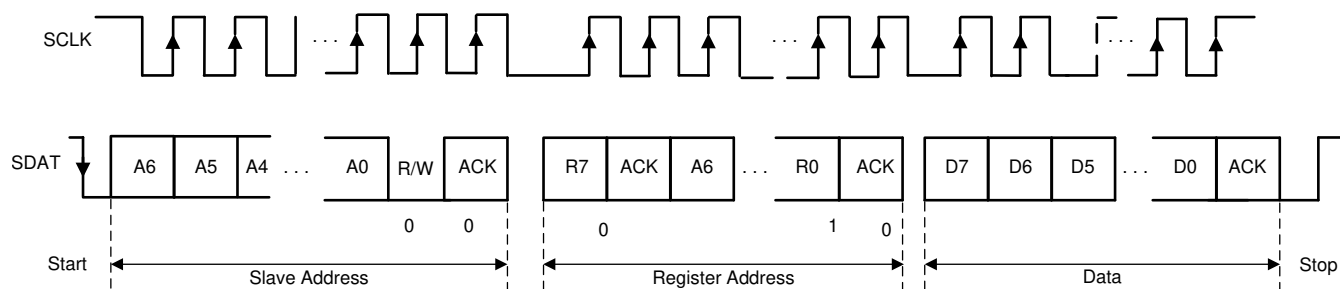 SCLK . . . . . . . . .
SDAT A6 A5 A4 . . . A0 R/W ACK R7 ACK A6 . . . R0 ACK D7 D6 D5 . . . D0 ACK
0 0 0 1 0
Start Slave Address Register Address Data Stop